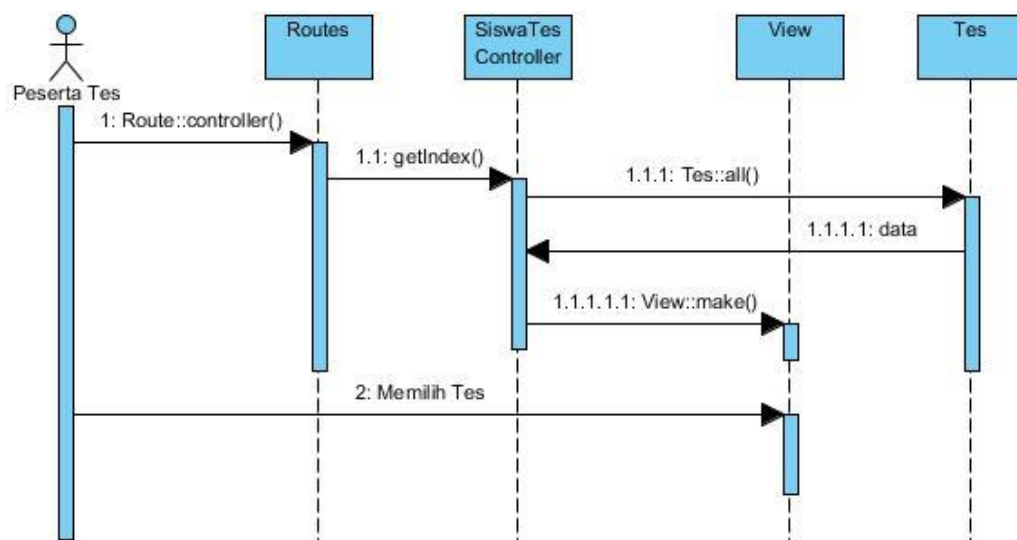 Routes
SiswaTes
Controller
View
Tes
Peserta Tes
1: Route::controller()
1.1: getIndex()
1.1.1: Tes::all()
1.1.1.1: data
1.1.1.1.1: View::make()
2: Memilih Tes